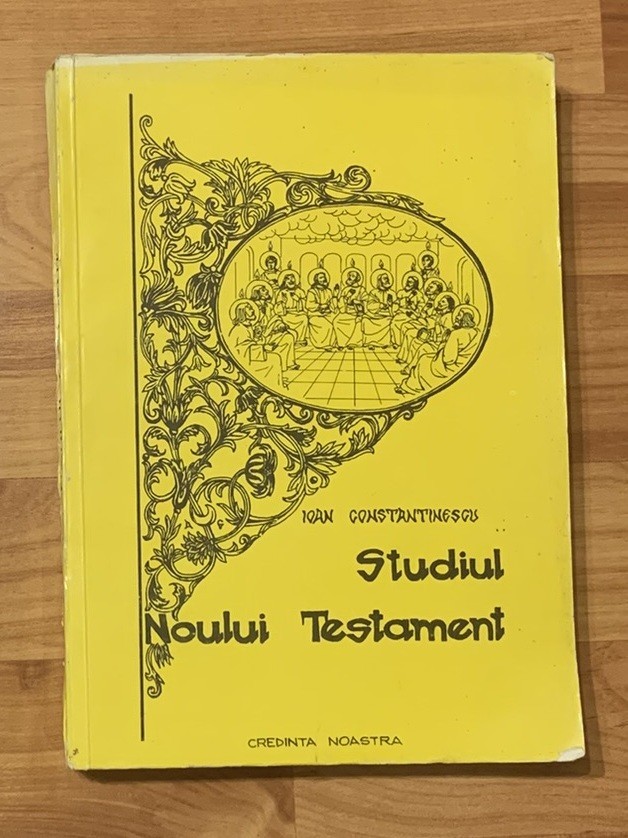 IOAN CONSTANTINESCU
Studiul
Noului Testament
CREDINTA NOASTRA